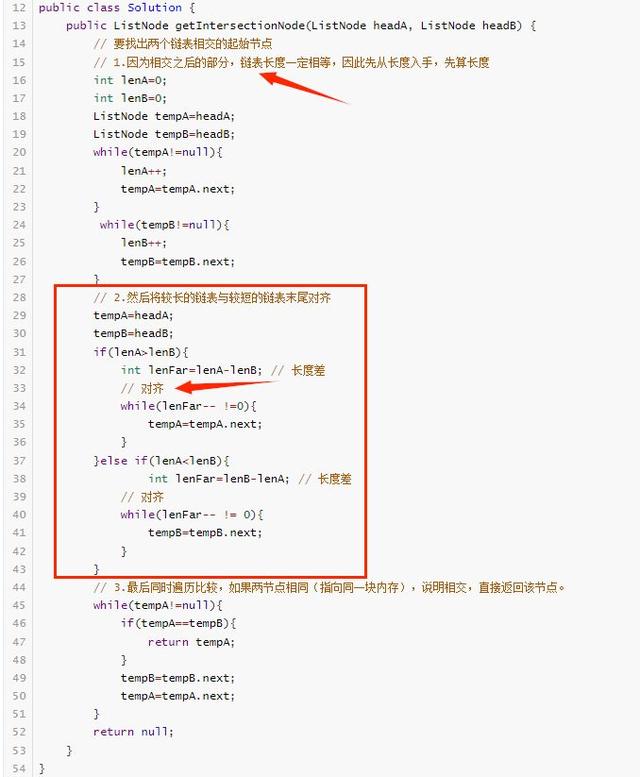 12 public class Solution {
13 public ListNode getIntersectionNode(ListNode headA, ListNode headB) {
14 // 要找出两个链表相交的起始节点
15 // 1.因为相交之后的部分，链表长度一定相等，因此先从长度入手，先算长度
16 int lenA=0;
17 int lenB=0;
18 ListNode tempA=headA;
19 ListNode tempB=headB;
20 while(tempA!=null){
21 lenA++;
22 tempA=tempA.next;
23 }
24 while(tempB!=null){
25 lenB++;
26 tempB=tempB.next;
27 }
28 // 2.然后将较长的链表与较短的链表末尾对齐
29 tempA=headA;
30 tempB=headB;
31 if(lenA>lenB){
32 int lenFar=lenA-lenB; // 长度差
33 // 对齐
34 while(lenFar-- !=0){
35 tempA=tempA.next;
36 }
37 }else if(lenA<lenB){
38 int lenFar=lenB-lenA; // 长度差
39 // 对齐
40 while(lenFar-- != 0){
41 tempB=tempB.next;
42 }
43 }
44 // 3.最后同时遍历比较，如果两节点相同（指向同一块内存），说明相交，直接返回该节点。
45 while(tempA!=null){
46 if(tempA==tempB){
47 return tempA;
48 }
49 tempB=tempB.next;
50 tempA=tempA.next;
51 }
52 return null;
53 }
54 }